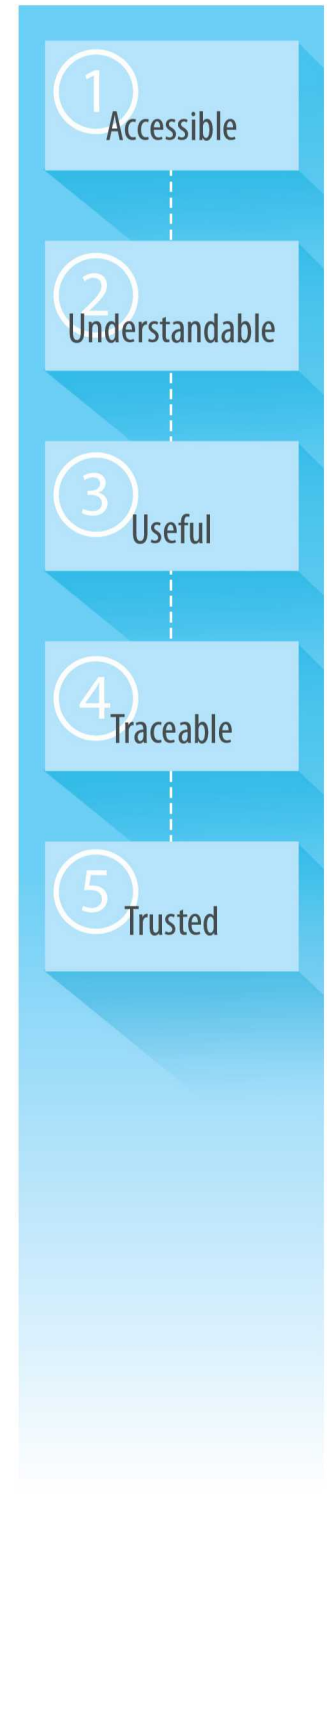 1
Accessible
2
Understandable
3
Useful
4
Traceable
5
Trusted